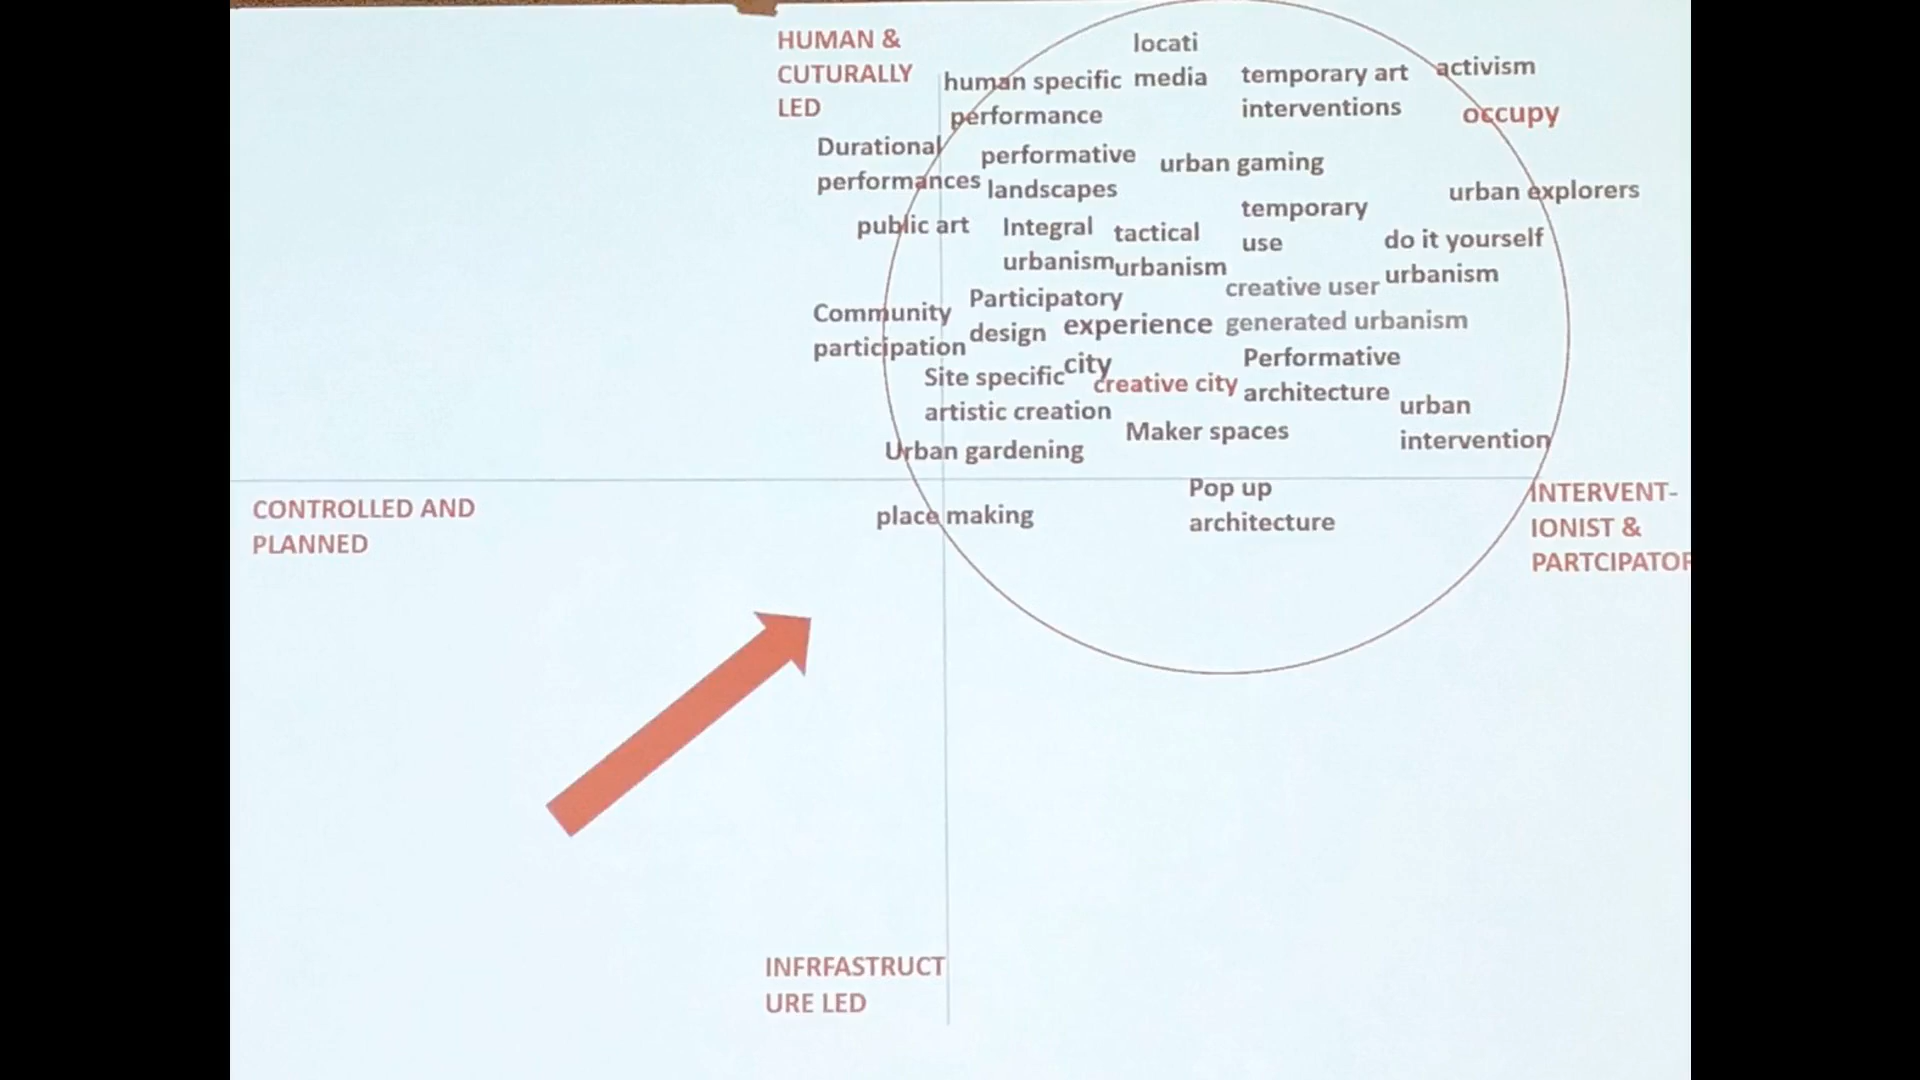 HUMAN &
CUTURALLY
LED
locati
media
human specific
performance
temporary art
interventions
activism
occupy
Durational
performances
performative
landscapes
urban gaming
urban explorers
public art
Integral
urbanism
tactical
urbanism
temporary
use
do it yourself
urbanism
creative user
generated urbanism
Community
participation
Participatory
design
experience
city
Performative
architecture
Site specific
artistic creation
creative city
urban
intervention
Maker spaces
Urban gardening
CONTROLLED AND
PLANNED
place making
Pop up
architecture
INTERVENT-
IONIST &
PARTCIPATOR
INFRFASTRUCT
URE LED